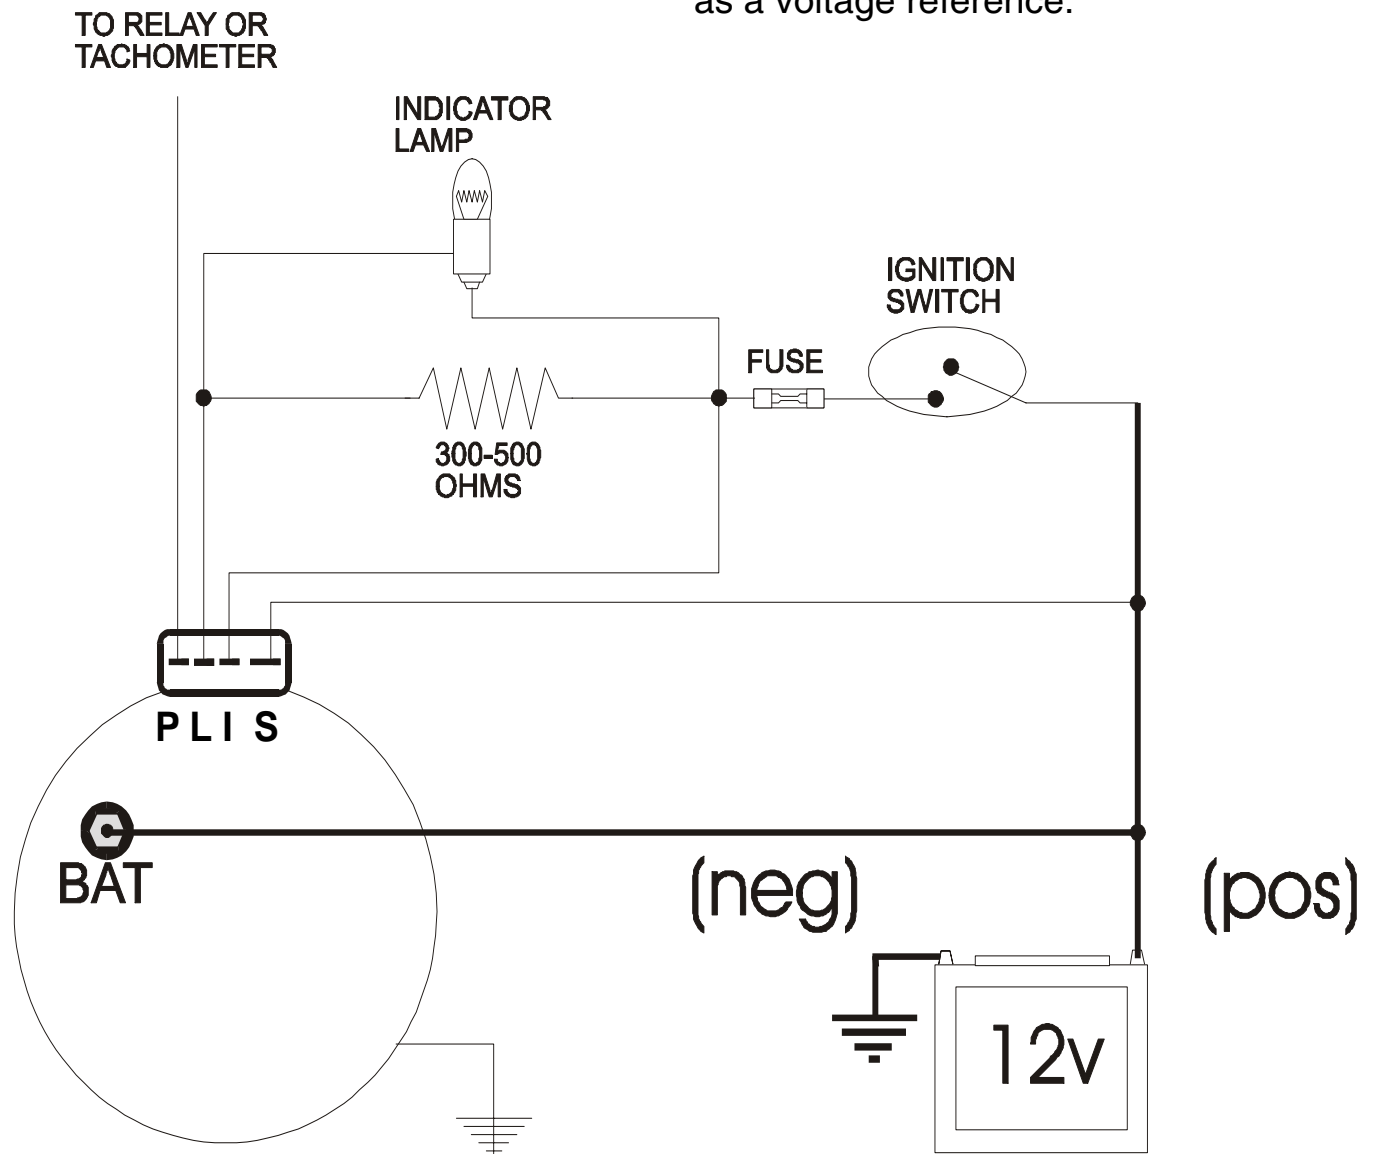 as a voltage reference.
TO RELAY OR
TACHOMETER
INDICATOR
LAMP
IGNITION
SWITCH
FUSE
300-500
OHMS
P L I S
BAT
(neg)
(pos)
12v